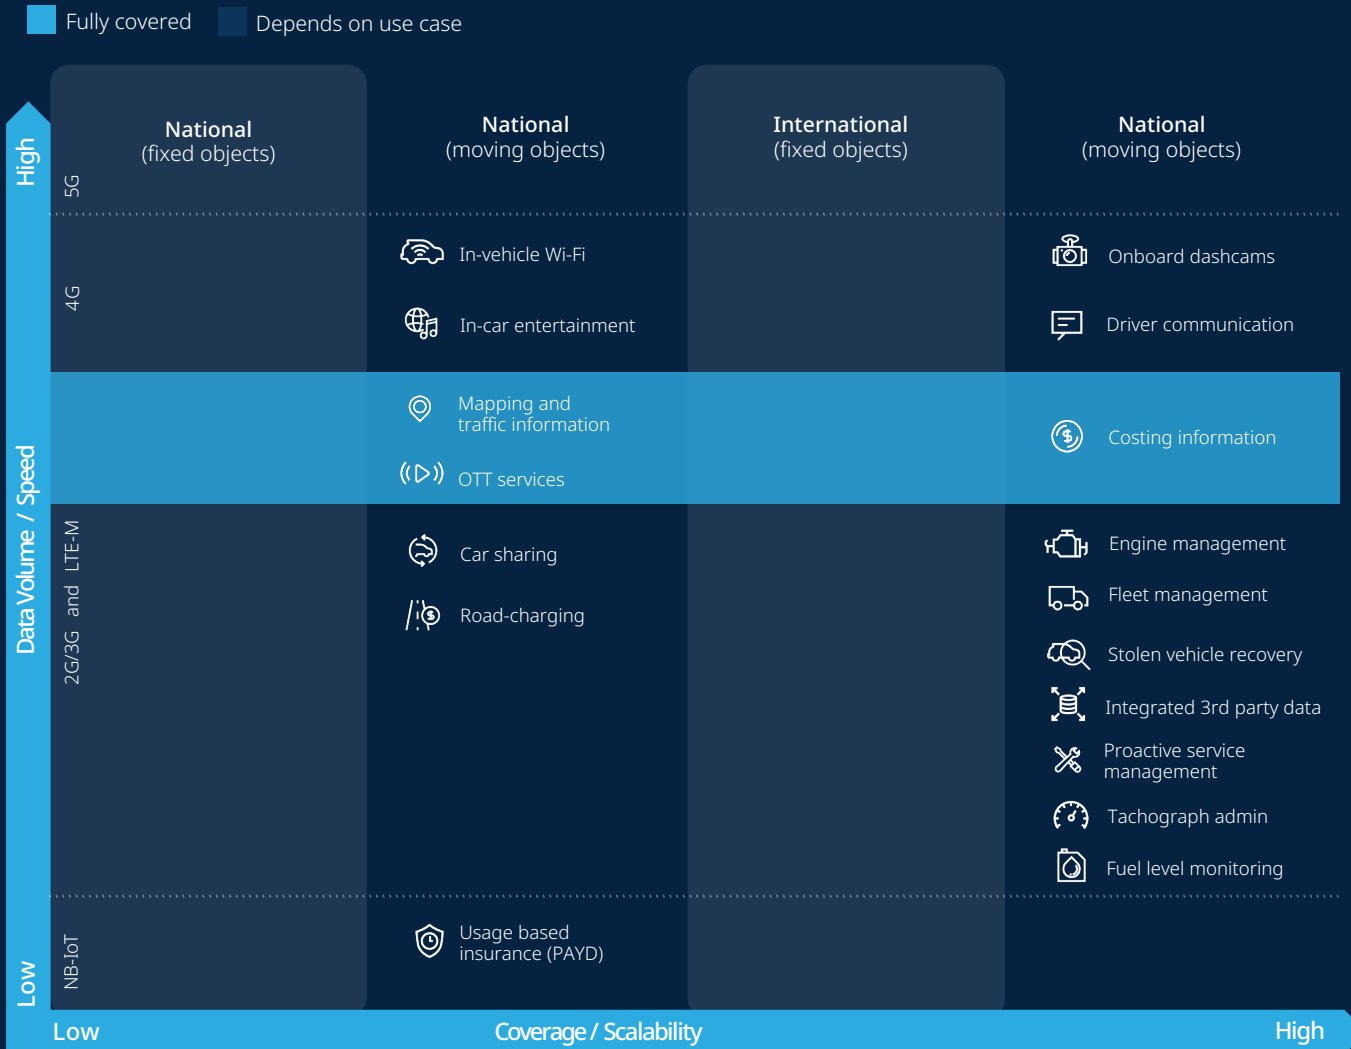 Fully covered
Depends on use case
National
(fixed objects)
National
(moving objects)
International
(fixed objects)
National
(moving objects)
High
Data Volume / Speed
Low
5G
4G
2G/3G and LTE-M
NB-IoT
In-vehicle Wi-Fi
In-car entertainment
Mapping and
traffic information
OTT services
Car sharing
Road-charging
Usage based
insurance (PAYD)
Onboard dashcams
Driver communication
Costing information
Engine management
Fleet management
Stolen vehicle recovery
Integrated 3rd party data
Proactive service
management
Tachograph admin
Fuel level monitoring
Low
Coverage / Scalability
High